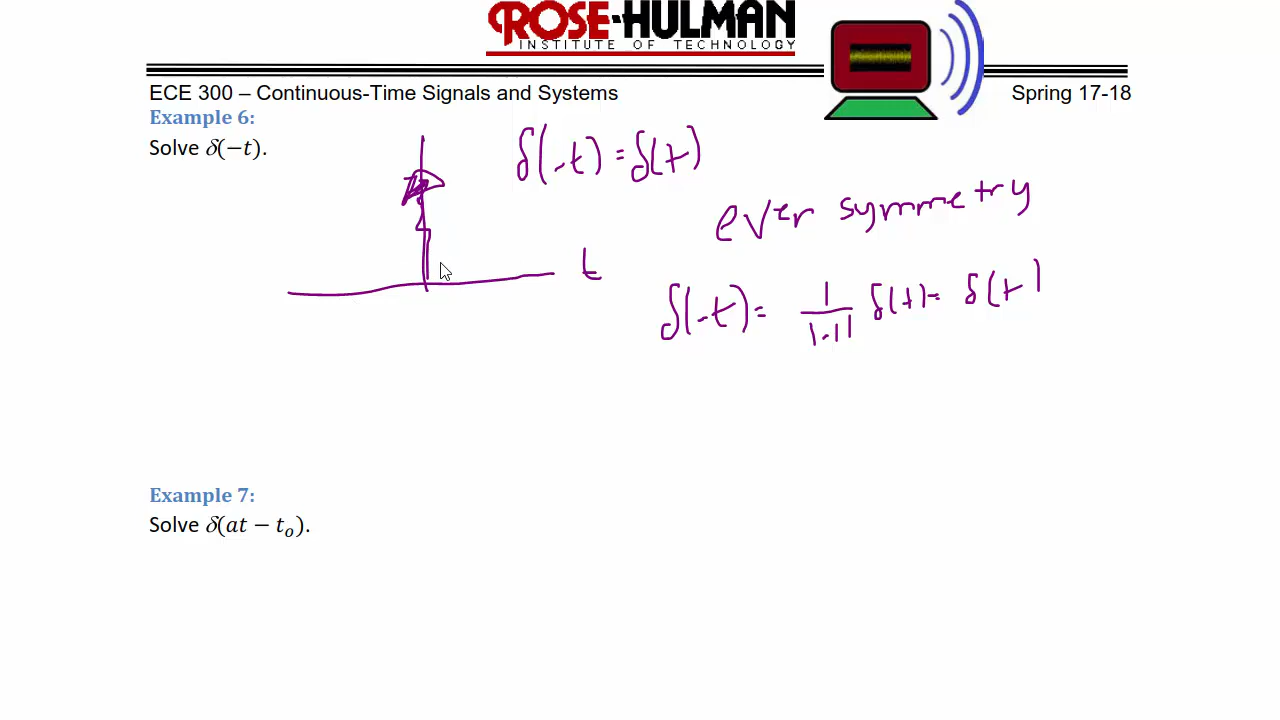 ROSE-HULMAN
INSTITUTE OF TECHNOLOGY
ECE 300 – Continuous-Time Signals and Systems Spring 17-18
Example 6:
Solve δ(−t).
δ(-t) = δ(t)
even symmetry
t
δ(-t) = 1/|-1| δ(t) = δ(t)
Example 7:
Solve δ(at − t₀).